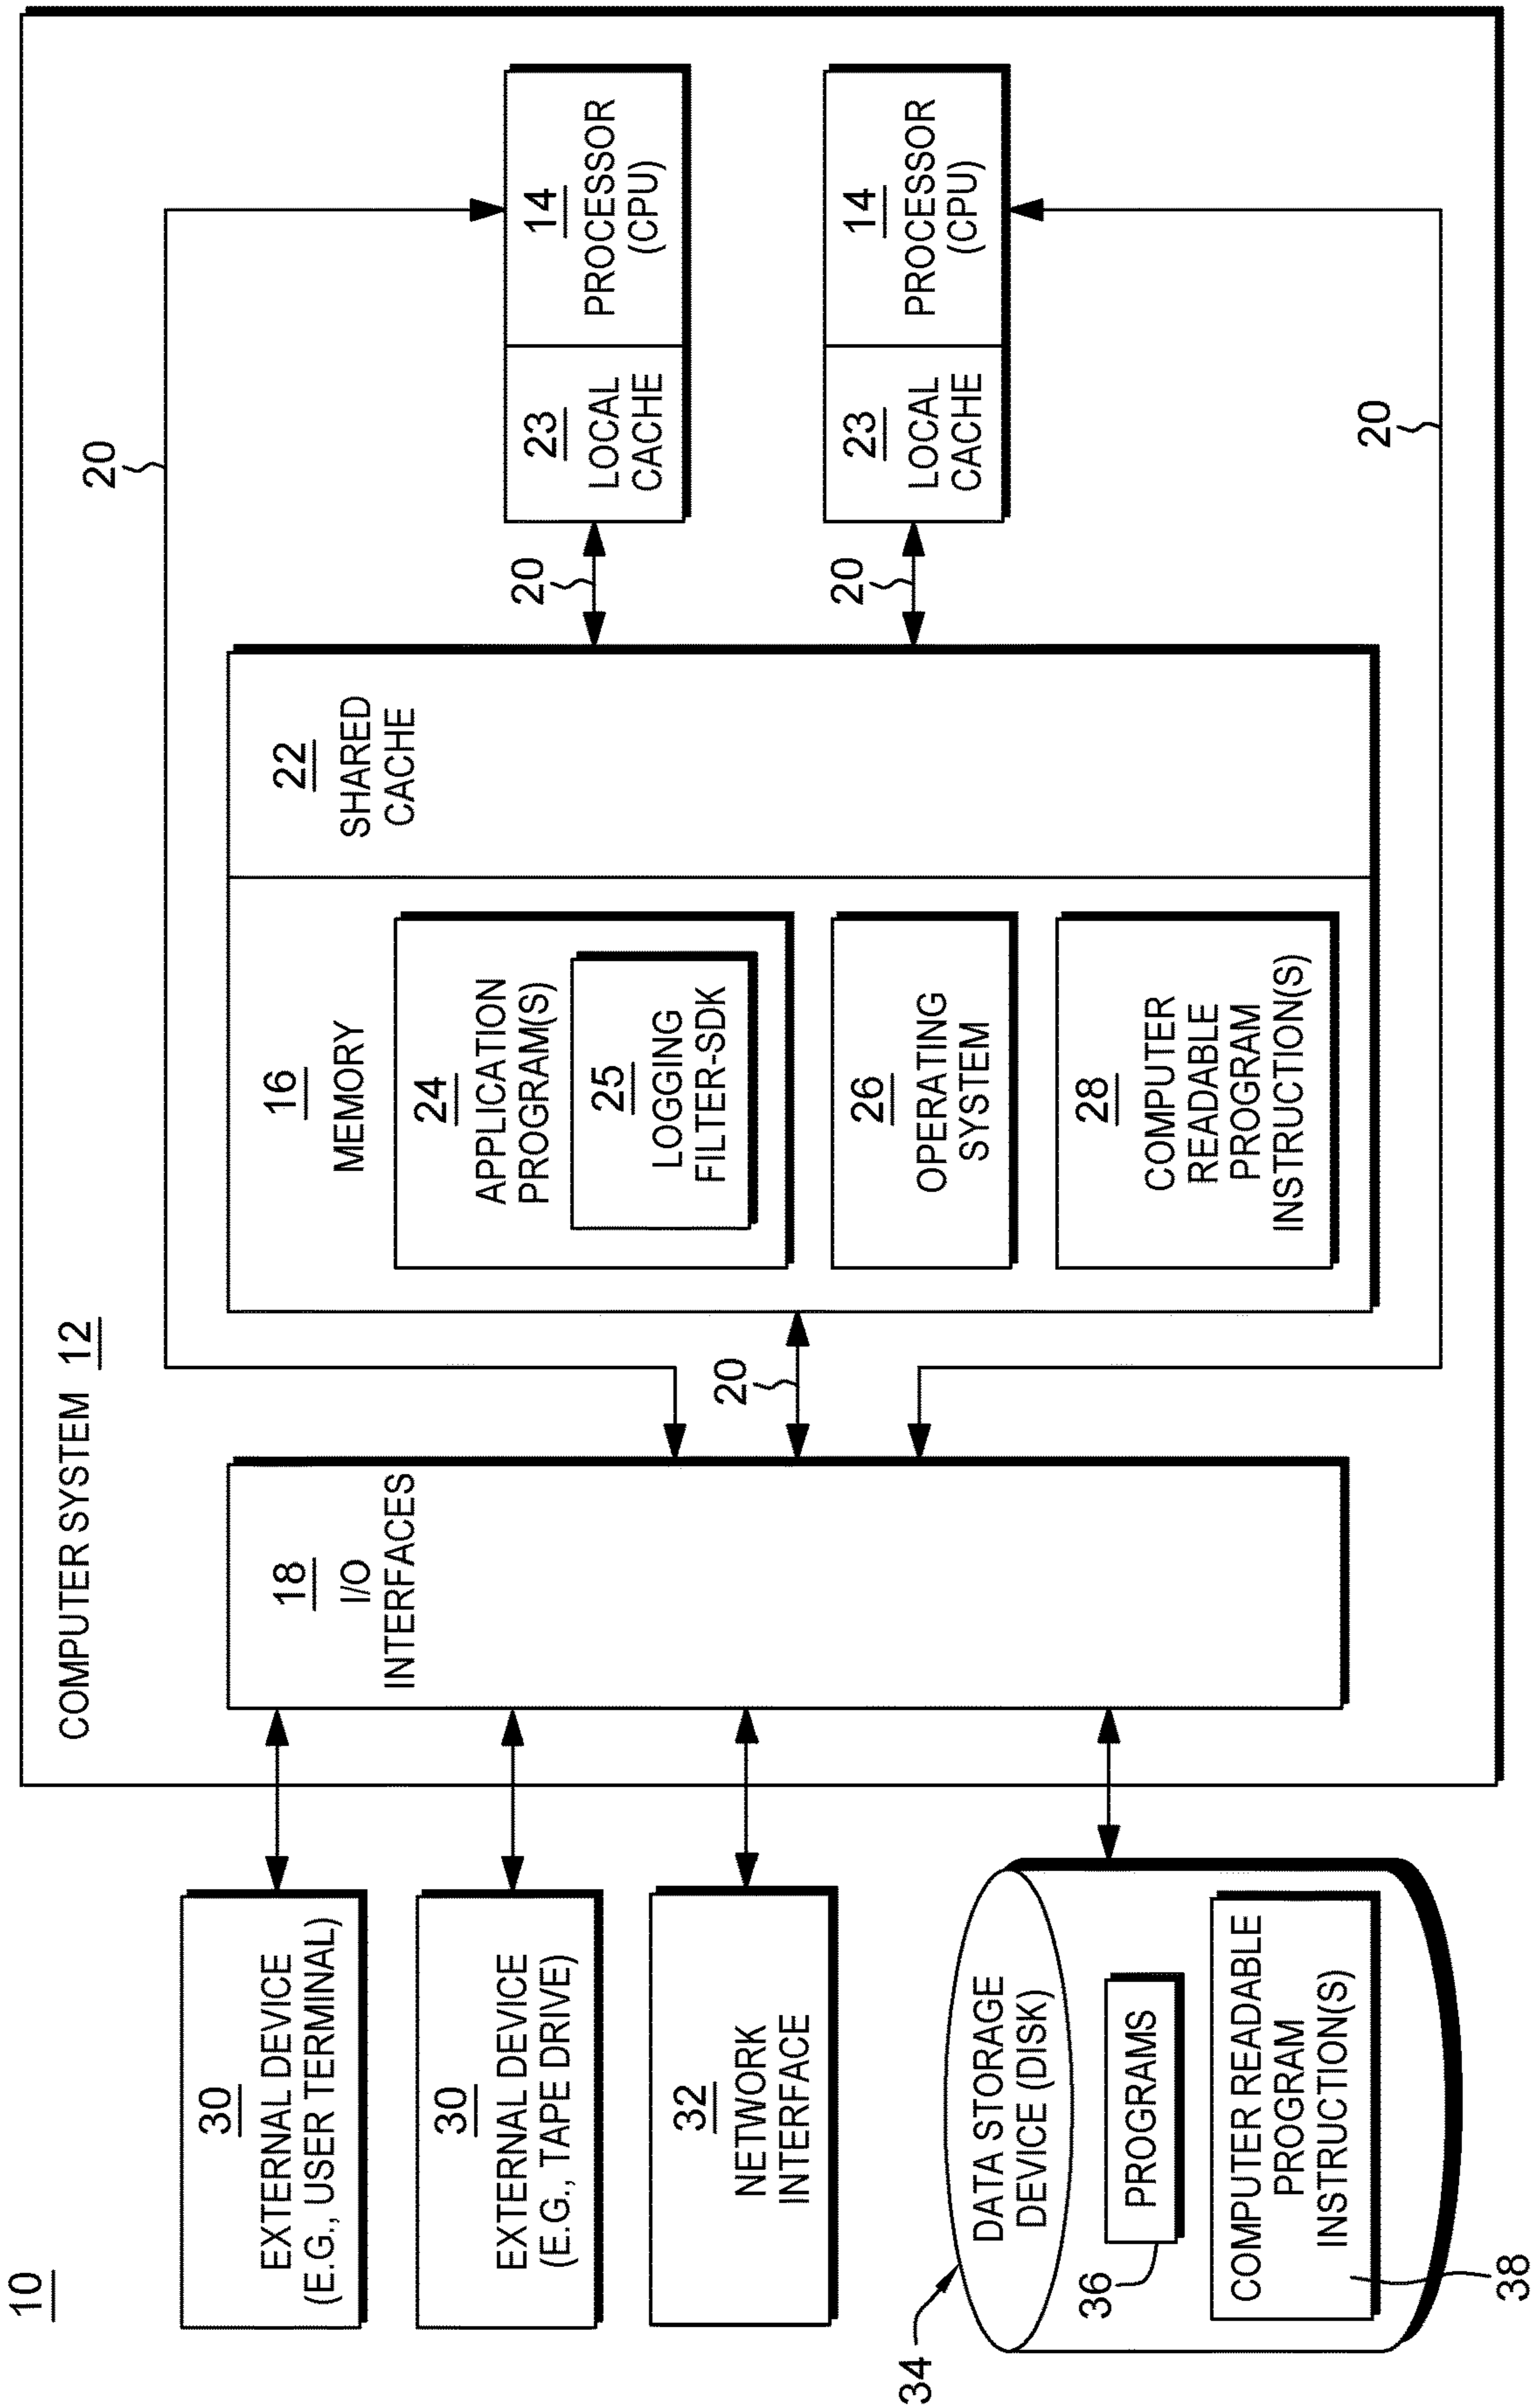 10
COMPUTER SYSTEM 12
30
EXTERNAL DEVICE
(E.G., USER TERMINAL)
30
EXTERNAL DEVICE
(E.G., TAPE DRIVE)
32
NETWORK
INTERFACE
34
DATA STORAGE
DEVICE (DISK)
36
PROGRAMS
COMPUTER READABLE
PROGRAM
INSTRUCTION(S)
38
18
I/O
INTERFACES
20
20
16
MEMORY
24
APPLICATION
PROGRAM(S)
25
LOGGING
FILTER-SDK
26
OPERATING
SYSTEM
28
COMPUTER
READABLE
PROGRAM
INSTRUCTION(S)
22
SHARED
CACHE
20
20
23
LOCAL
CACHE
14
PROCESSOR
(CPU)
23
LOCAL
CACHE
14
PROCESSOR
(CPU)
20